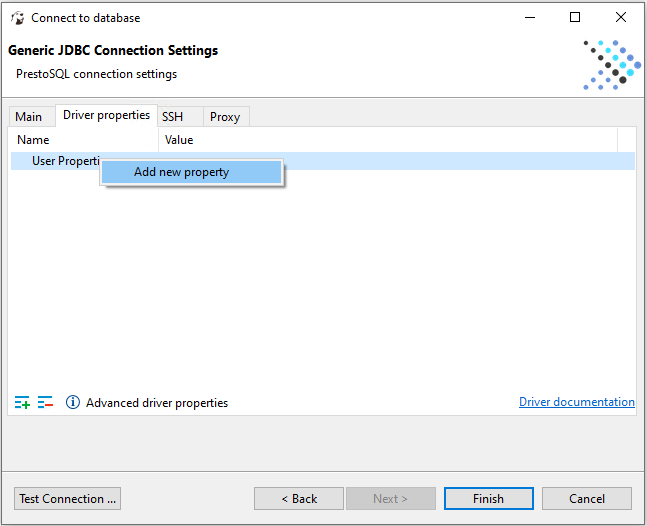 Connect to database
Generic JDBC Connection Settings
PrestoSQL connection settings
Main Driver properties SSH Proxy
Name Value
User Properti
Add new property
Advanced driver properties Driver documentation
Test Connection ... < Back Next > Finish Cancel